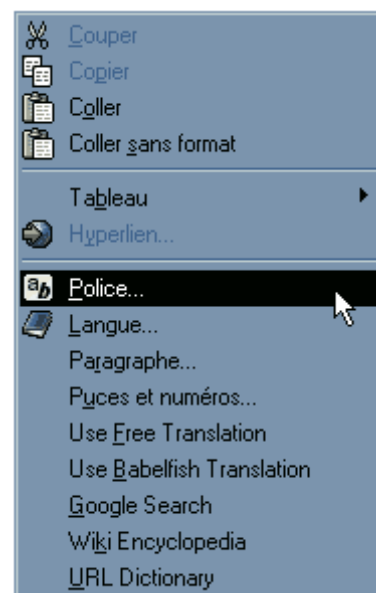 Couper
Copier
Coller
Coller sans format
Tableau
Hyperlien...
ab Police...
Langue...
Paragraphe...
Puces et numéros...
Use Free Translation
Use Babelfish Translation
Google Search
Wiki Encyclopedia
URL Dictionary